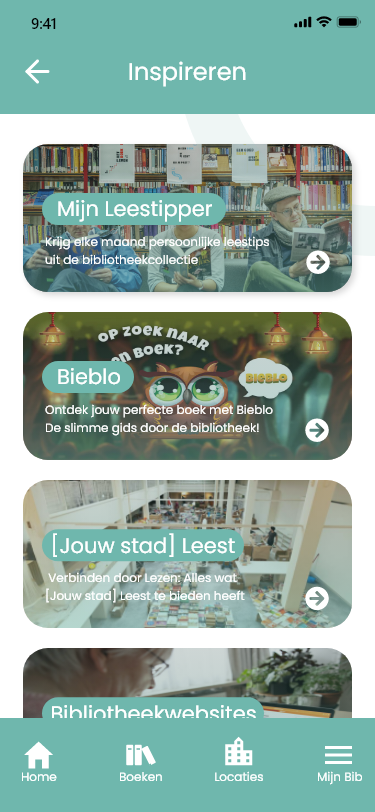 9:41
Inspireren
Mijn Leestipper
Krijg elke maand persoonlijke leestips
uit de bibliotheekcollectie
OP ZOEK NAAR
en BOEK?
BIEBLO
Bieblo
Ontdek jouw perfecte boek met Bieblo
De slimme gids door de bibliotheek!
[Jouw stad] Leest
Verbinden door Lezen: Alles wat
[Jouw stad] Leest te bieden heeft
Bibliotheekwebsites
Home
Boeken
Locaties
Mijn Bib